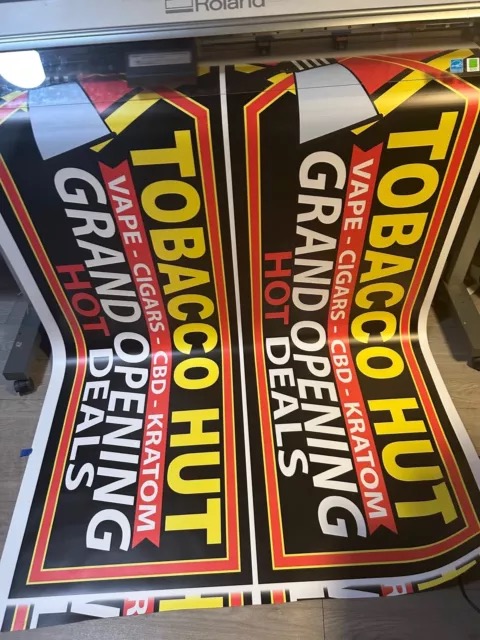 Roland
TOBACCO HUT
VAPE - CIGARS - CBD - KRATOM
GRAND OPENING
HOT DEALS
TOBACCO HUT
VAPE - CIGARS - CBD - KRATOM
GRAND OPENING
HOT DEALS